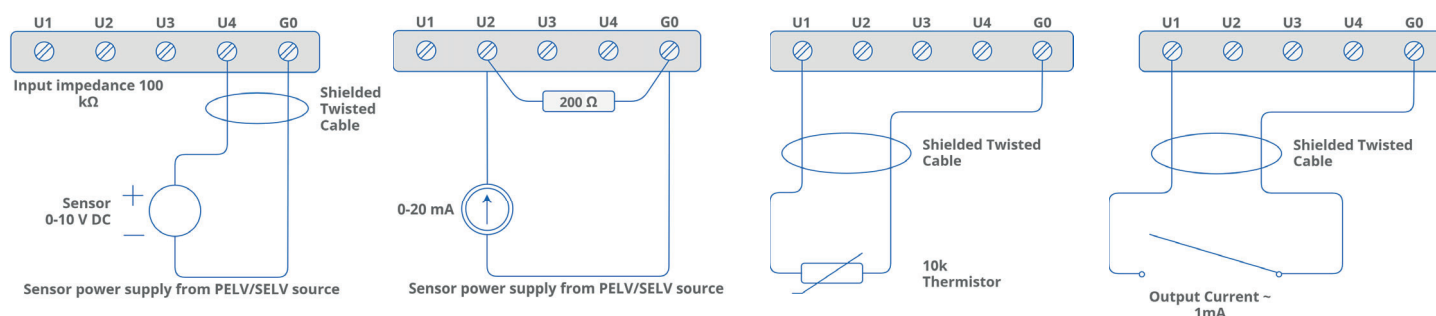 U1 U2 U3 U4 G0
Input impedance 100
kΩ
Shielded
Twisted
Cable
Sensor
0-10 V DC
Sensor power supply from PELV/SELV source
U1 U2 U3 U4 G0
200 Ω
0-20 mA
Sensor power supply from PELV/SELV source
U1 U2 U3 U4 G0
Shielded Twisted
Cable
10k
Thermistor
U1 U2 U3 U4 G0
Shielded Twisted
Cable
Output Current ~
1mA